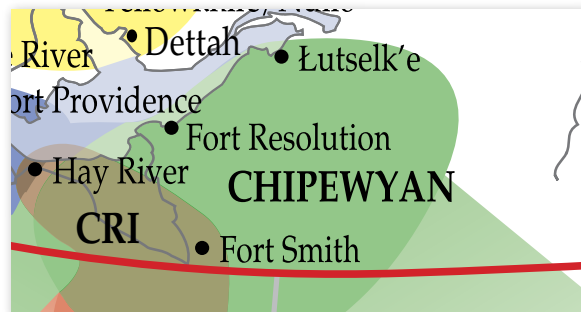 Dettah
River
Łutselk'e
ort Providence
Fort Resolution
Hay River
CHIPEWYAN
CRI
Fort Smith